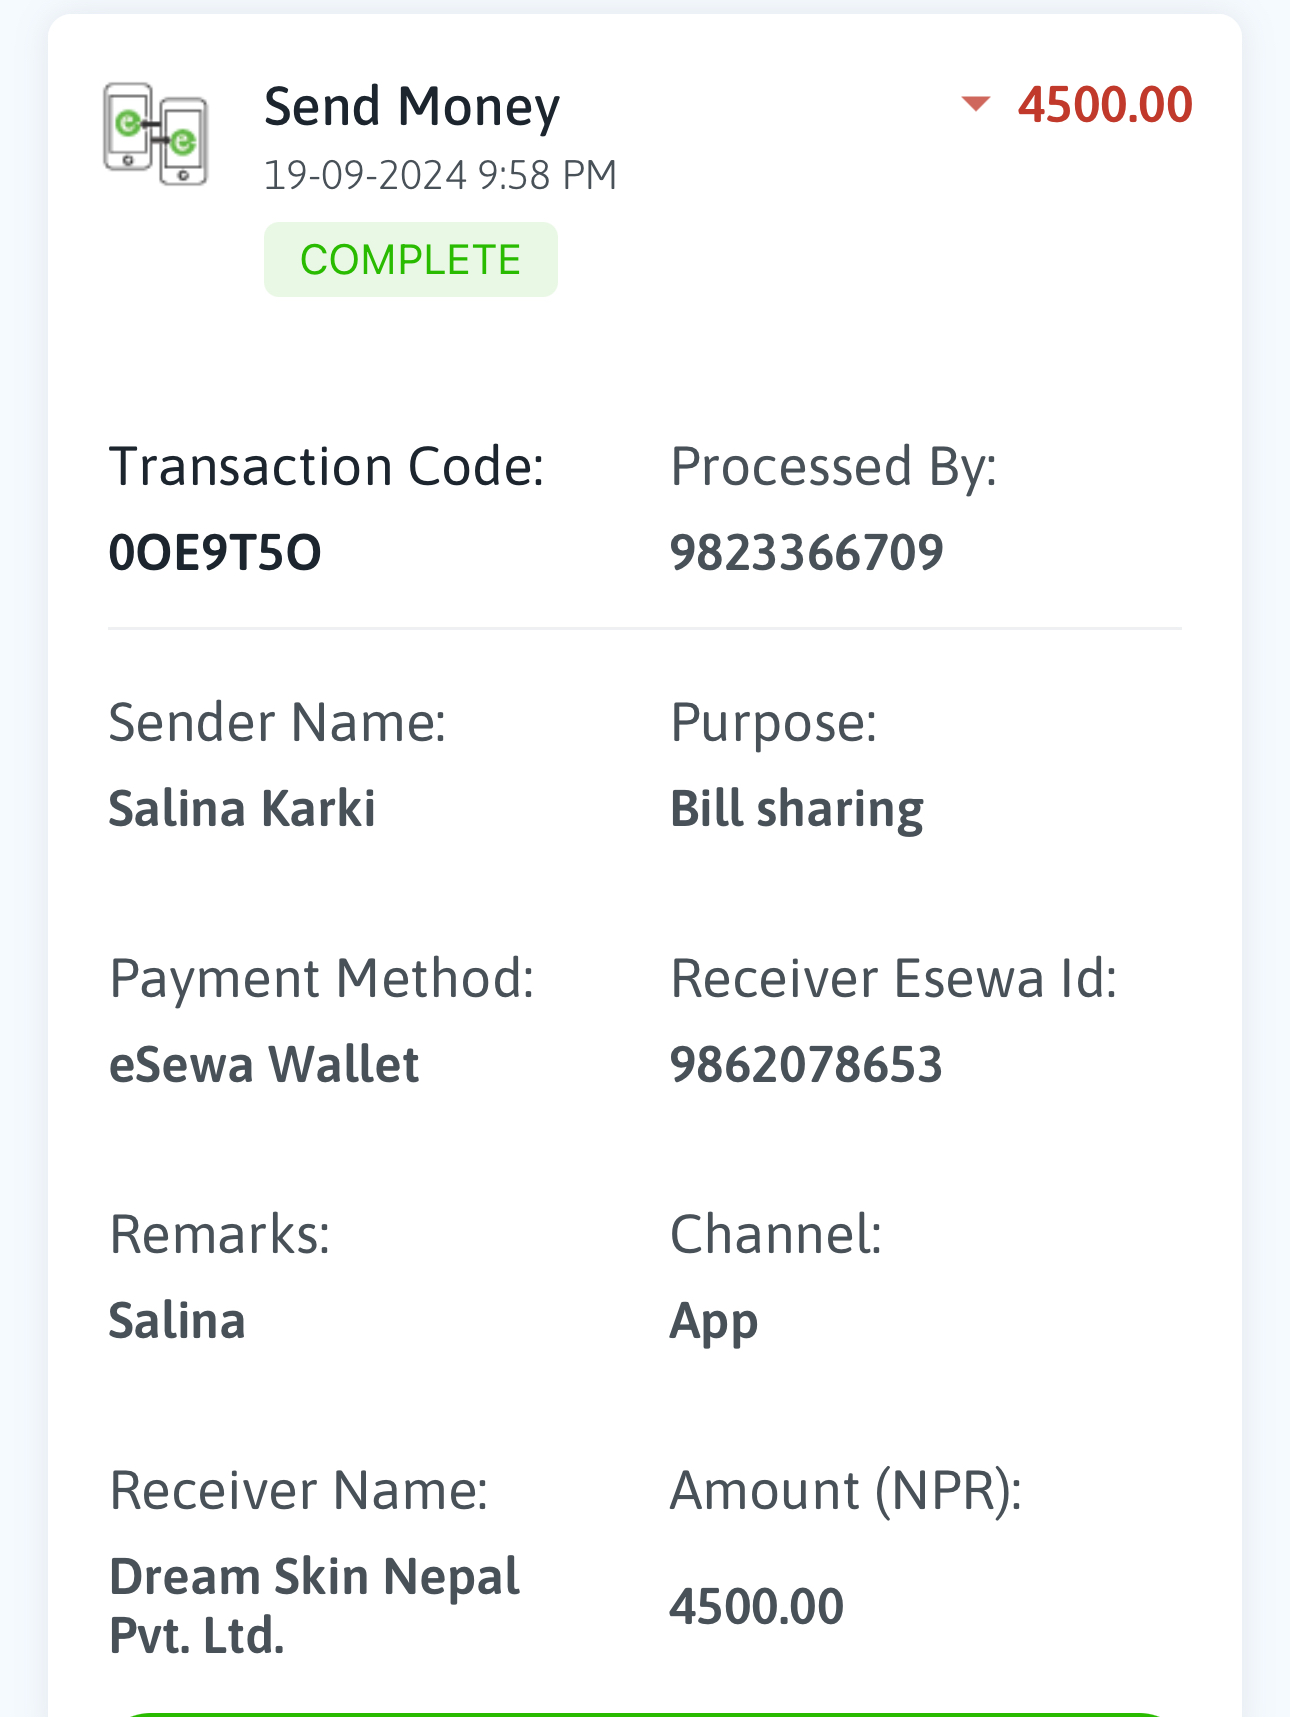 Send Money
4500.00
19-09-2024 9:58 PM
COMPLETE
Transaction Code:
0OE9T5O
Processed By:
9823366709
Sender Name:
Salina Karki
Purpose:
Bill sharing
Payment Method:
eSewa Wallet
Receiver Esewa Id:
9862078653
Remarks:
Salina
Channel:
App
Receiver Name:
Dream Skin Nepal
Pvt. Ltd.
Amount (NPR):
4500.00